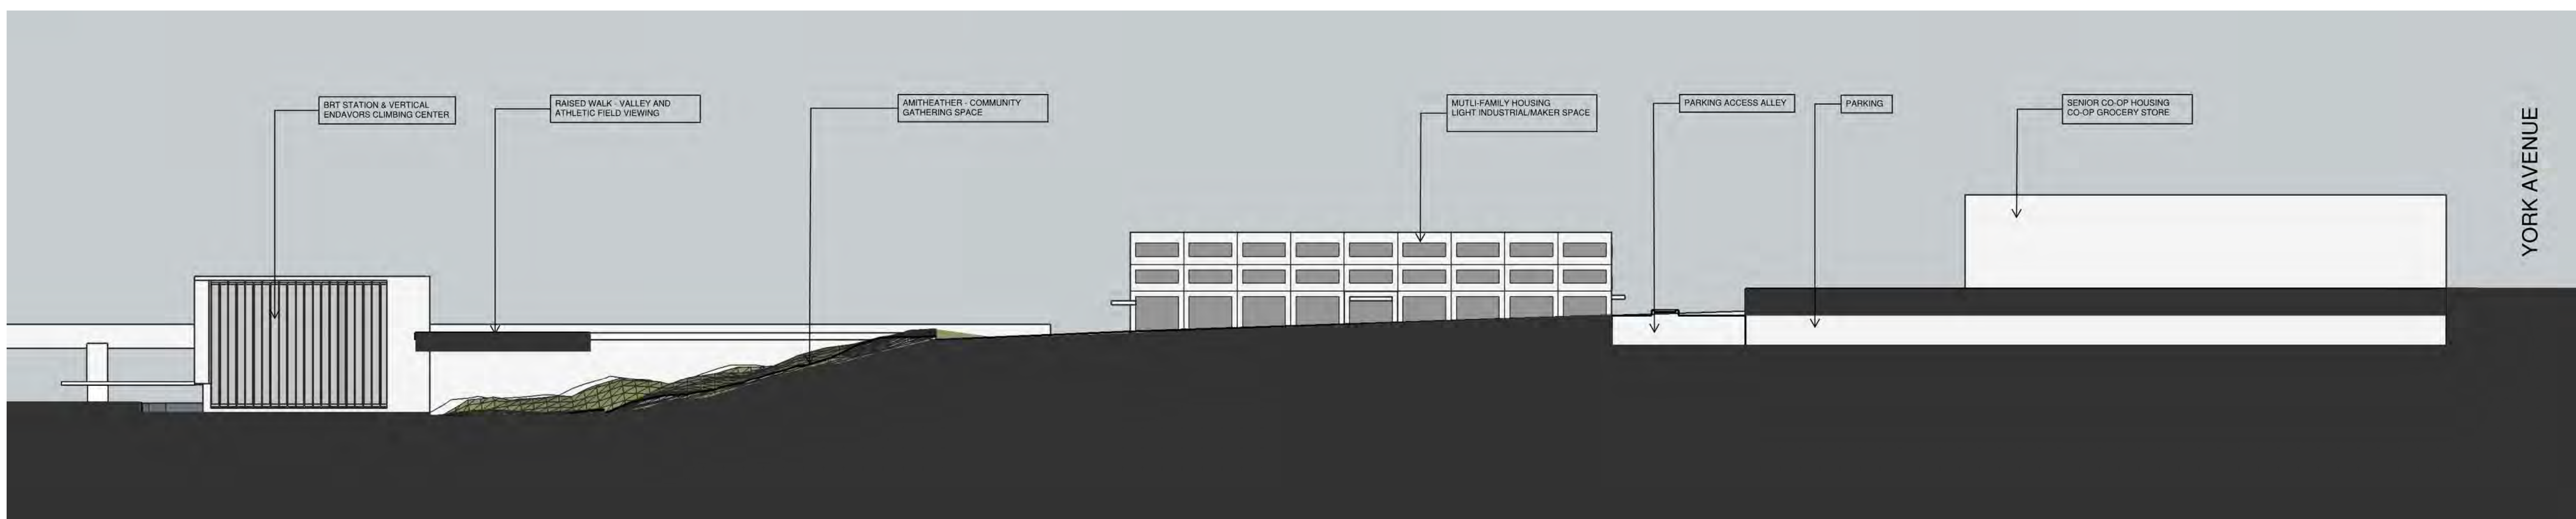 BRT STATION & VERTICAL
ENDAVORS CLIMBING CENTER
RAISED WALK - VALLEY AND
ATHLETIC FIELD VIEWING
AMITHEATHER - COMMUNITY
GATHERING SPACE
MUTLI-FAMILY HOUSING
LIGHT INDUSTRIAL/MAKER SPACE
PARKING ACCESS ALLEY
PARKING
SENIOR CO-OP HOUSING
CO-OP GROCERY STORE
YORK AVENUE